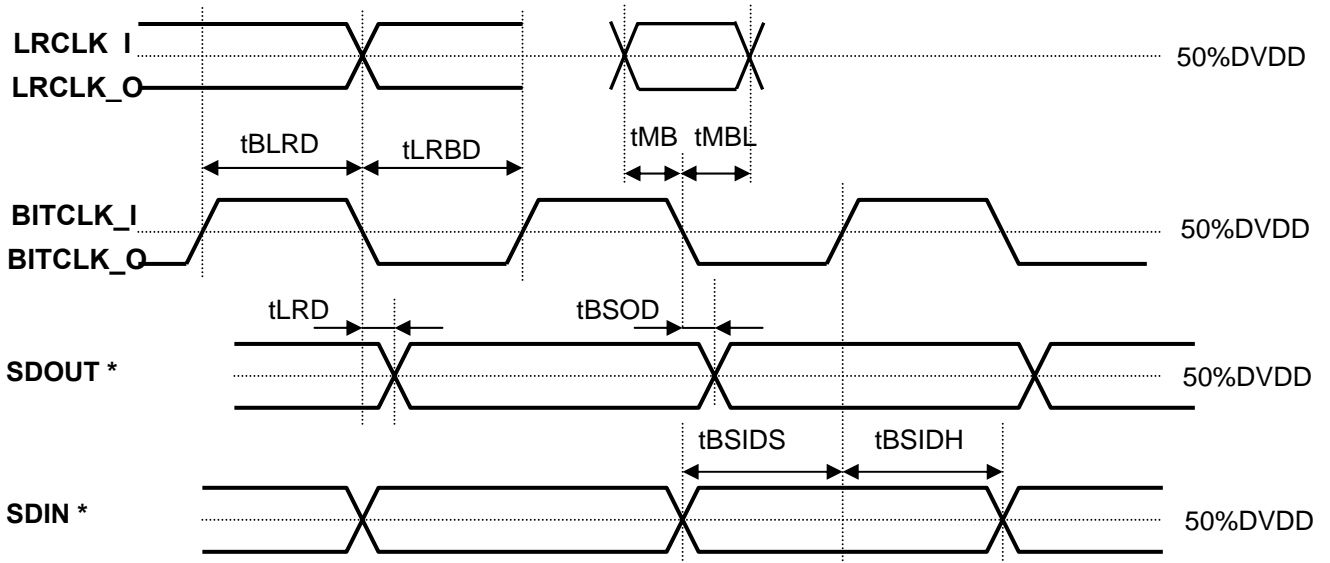 LRCLK I
50%DVDD
LRCLK_O
tBLRD
tLRBD
tMB
tMBL
BITCLK_I
50%DVDD
BITCLK_O
tLRD
tBSOD
SDOUT *
50%DVDD
tBSIDS
tBSIDH
SDIN *
50%DVDD